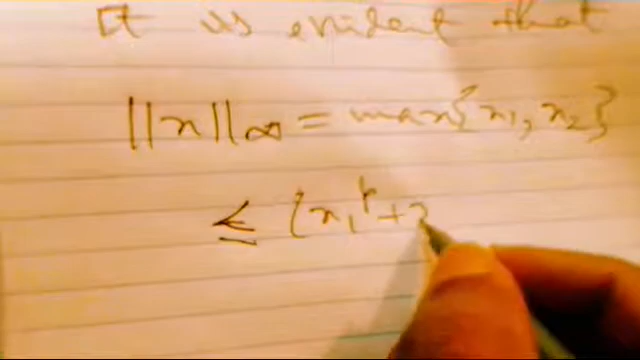 It is evident that
||x||∞ = max{x1, x2}
≤ (x1^p +